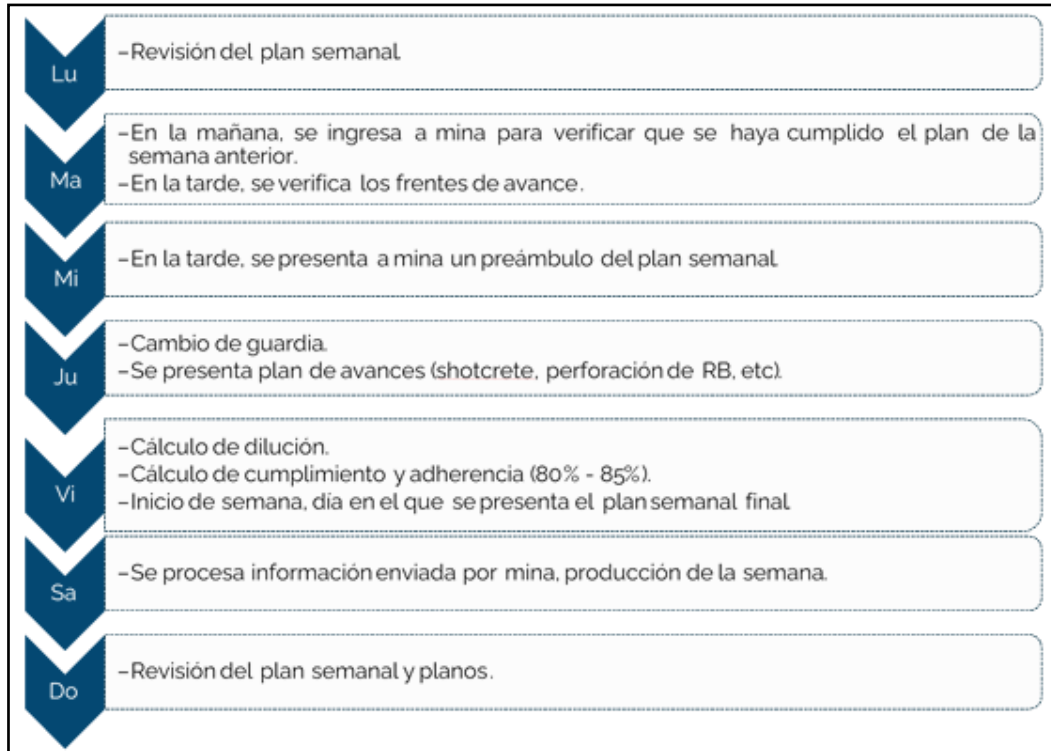 Lu
–Revisión del plan semanal.
Ma
–En la mañana, se ingresa a mina para verificar que se haya cumplido el plan de la
semana anterior.
–En la tarde, se verifica los frentes de avance.
Mi
–En la tarde, se presenta a mina un preámbulo del plan semanal.
Ju
–Cambio de guardia.
–Se presenta plan de avances (shotcrete, perforación de RB, etc).
Vi
–Cálculo de dilución.
–Cálculo de cumplimiento y adherencia (80% - 85%).
–Inicio de semana, día en el que se presenta el plan semanal final.
Sa
–Se procesa información enviada por mina, producción de la semana.
Do
–Revisión del plan semanal y planos.